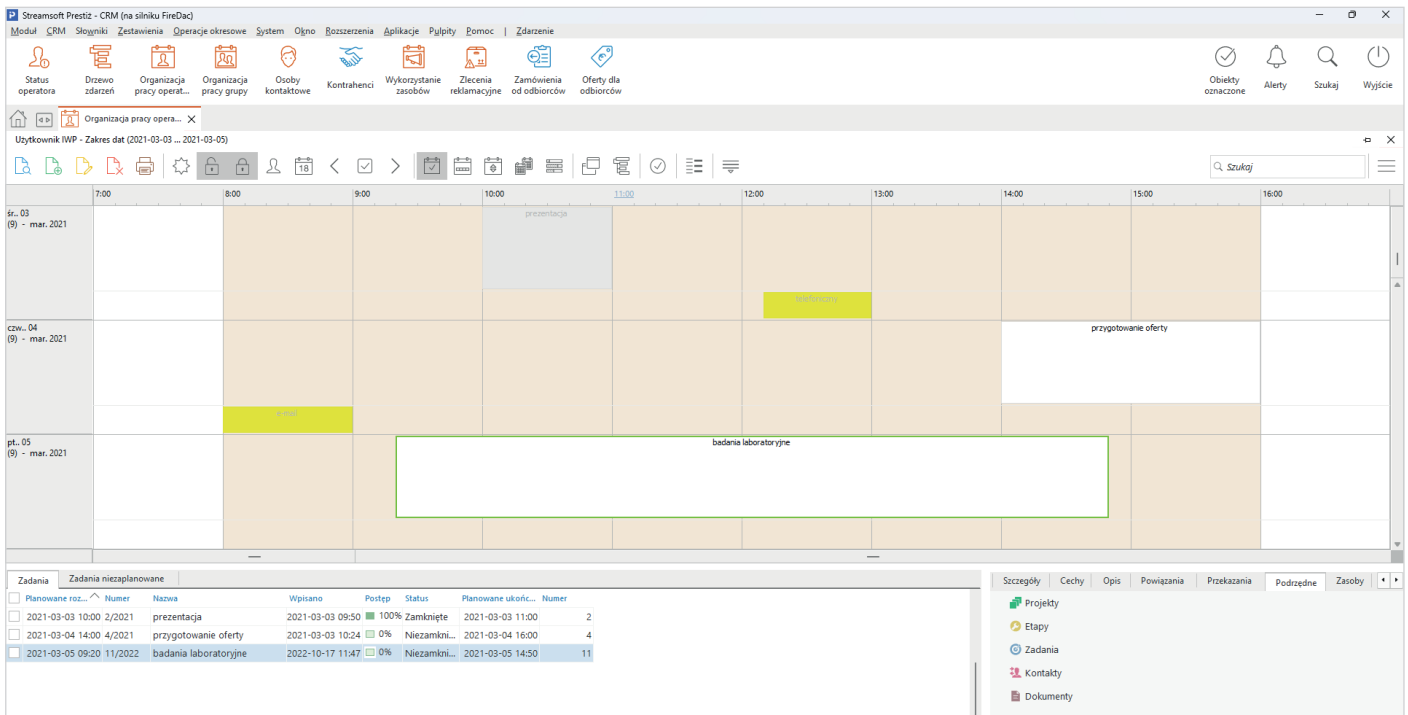 Streamsoft Prestiż - CRM (na silniku FireDac)
Moduł CRM Słowniki Zestawienia Operacje okresowe System Okno Rozszerzenia Aplikacje Pulpity Pomoc | Zdarzenie
Status operatora
Drzewo zdarzeń
Organizacja pracy operat...
Organizacja pracy grupy
Osoby kontaktowe
Kontrahenci
Wykorzystanie zasobów
Zlecenia reklamacyjne
Zamówienia od odbiorców
Oferty dla odbiorców
Obiekty oznaczone
Alerty
Szukaj
Wyjście
Organizacja pracy opera...
Użytkownik IWP - Zakres dat (2021-03-03 ... 2021-03-05)
18
Szukaj
7:00 8:00 9:00 10:00 11:00 12:00 13:00 14:00 15:00 16:00
śr.. 03
(9) - mar. 2021
prezentacja
telefoniczny
czw.. 04
(9) - mar. 2021
przygotowanie oferty
e-mail
pt.. 05
(9) - mar. 2021
badania laboratoryjne
Zadania Zadania niezaplanowane
Planowane roz... Numer Nazwa Wpisano Postęp Status Planowane ukońc... Numer
2021-03-03 10:00 2/2021 prezentacja 2021-03-03 09:50 100% Zamknięte 2021-03-03 11:00 2
2021-03-04 14:00 4/2021 przygotowanie oferty 2021-03-03 10:24 0% Niezamkni... 2021-03-04 16:00 4
2021-03-05 09:20 11/2022 badania laboratoryjne 2022-10-17 11:47 0% Niezamkni... 2021-03-05 14:50 11
Szczegóły Cechy Opis Powiązania Przekazania Podrzędne Zasoby
Projekty
Etapy
Zadania
Kontakty
Dokumenty